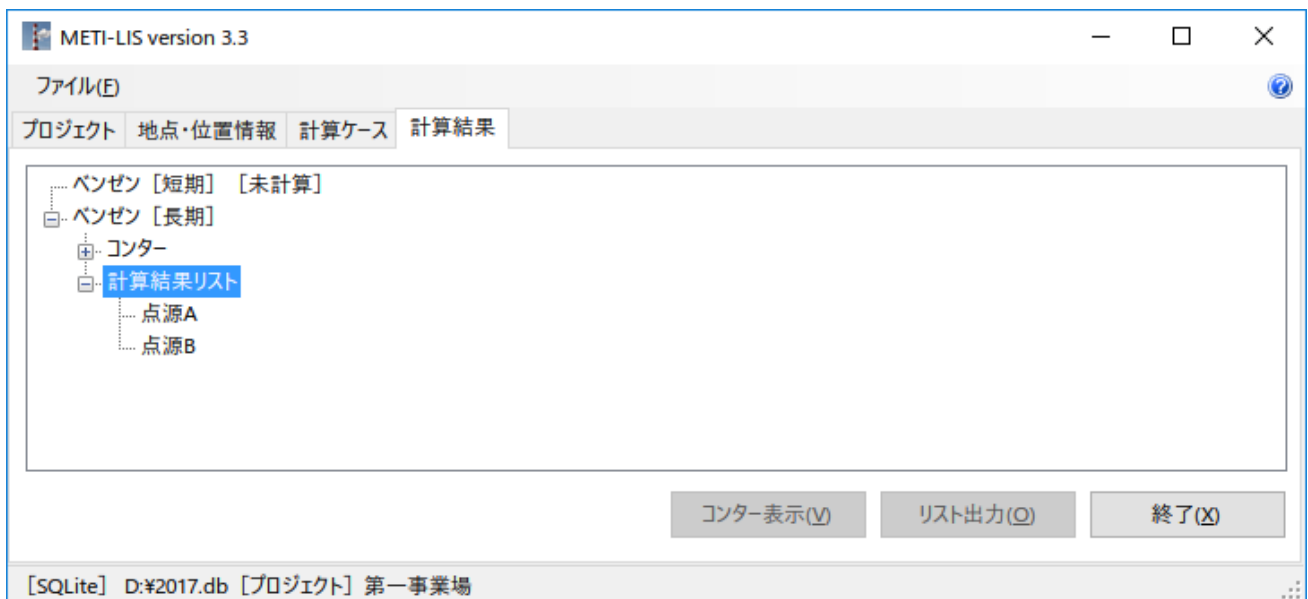 METI-LIS version 3.3
ファイル(F)
プロジェクト 地点・位置情報 計算ケース 計算結果
ベンゼン［短期］［未計算］
ベンゼン［長期］
コンター
計算結果リスト
点源A
点源B
コンター表示(V) リスト出力(O) 終了(X)
［SQLite］ D:¥2017.db［プロジェクト］第一事業場